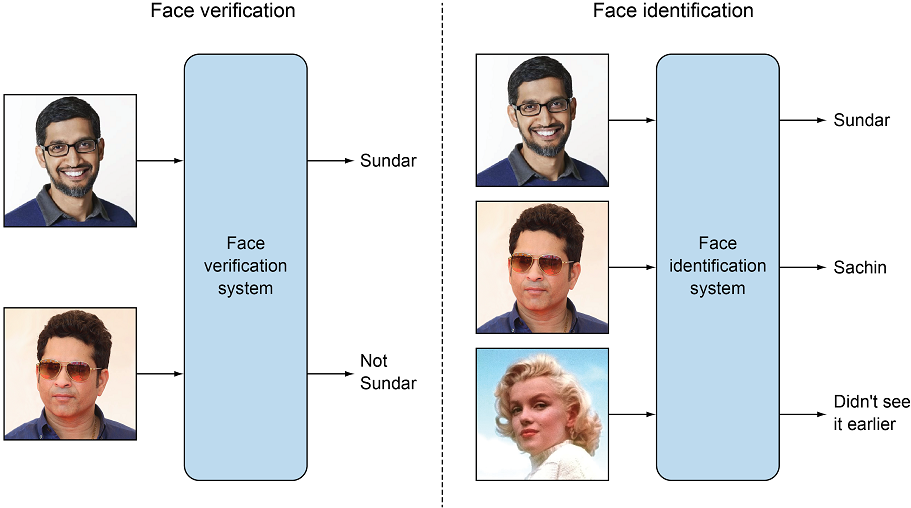 Face verification
Face identification
Sundar
Face
verification
system
Not
Sundar
Sundar
Face
identification
system
Sachin
Didn't see
it earlier